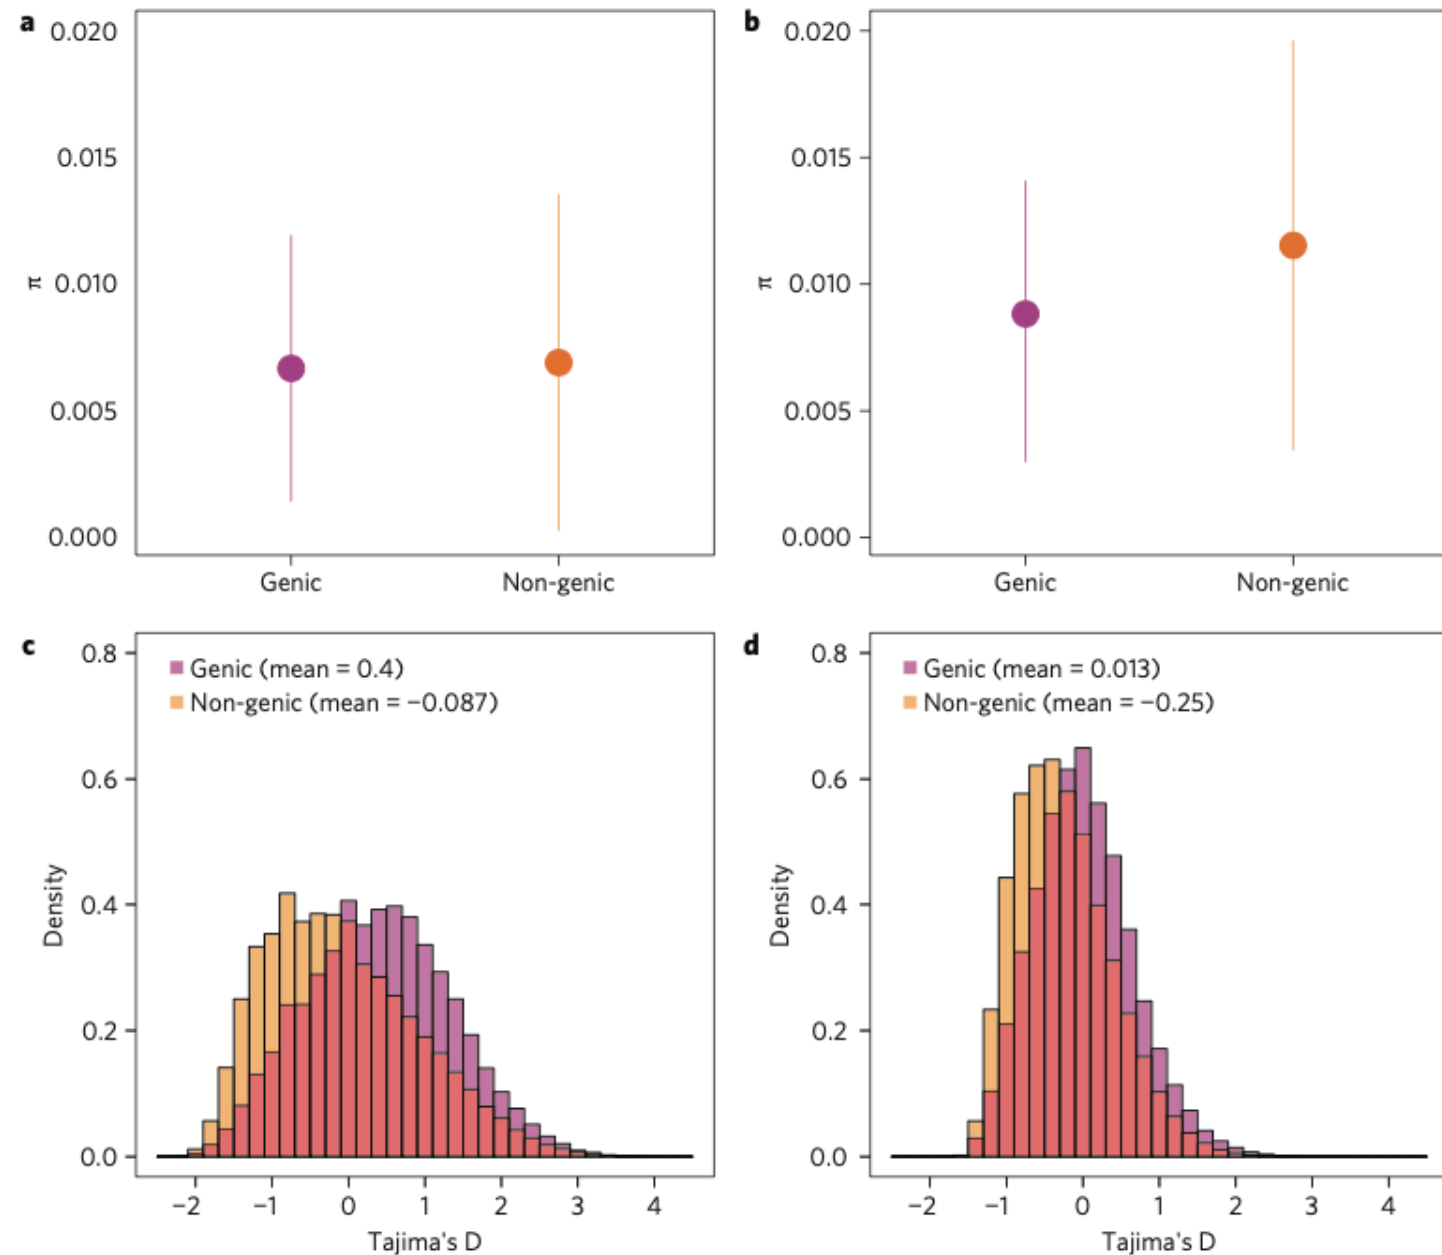 a
0.020
0.015
π 0.010
0.005
0.000
Genic Non-genic
b
0.020
0.015
π 0.010
0.005
0.000
Genic Non-genic
c
0.8
0.6
0.4
0.2
0.0
Density
Genic (mean = 0.4)
Non-genic (mean = −0.087)
−2 −1 0 1 2 3 4
Tajima's D
d
0.8
0.6
0.4
0.2
0.0
Density
Genic (mean = 0.013)
Non-genic (mean = −0.25)
−2 −1 0 1 2 3 4
Tajima's D